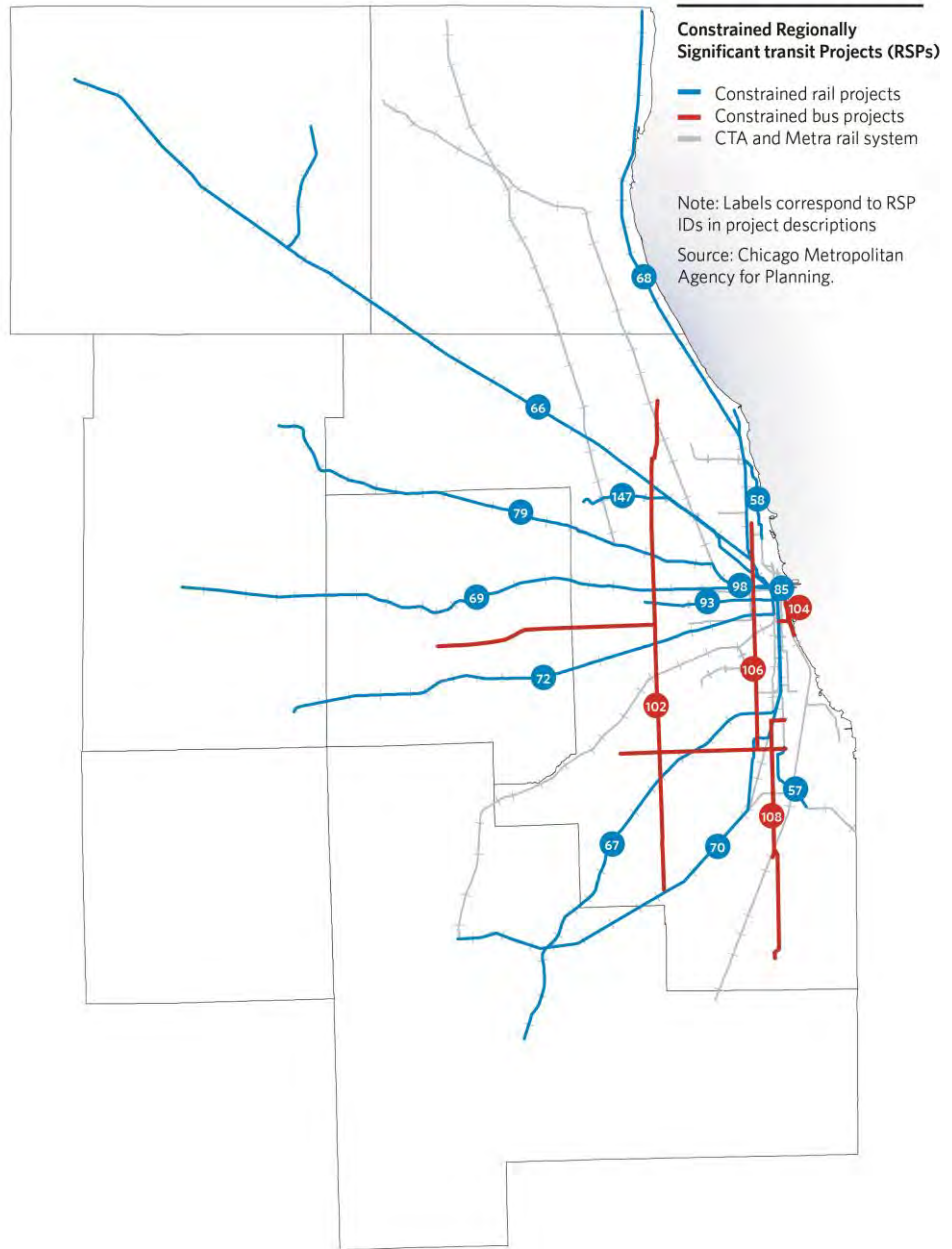 Constrained Regionally
Significant transit Projects (RSPs)
Constrained rail projects
Constrained bus projects
CTA and Metra rail system
Note: Labels correspond to RSP
IDs in project descriptions
Source: Chicago Metropolitan
Agency for Planning.
68
66
147
58
79
98
85
69
93
104
106
72
102
57
108
67
70